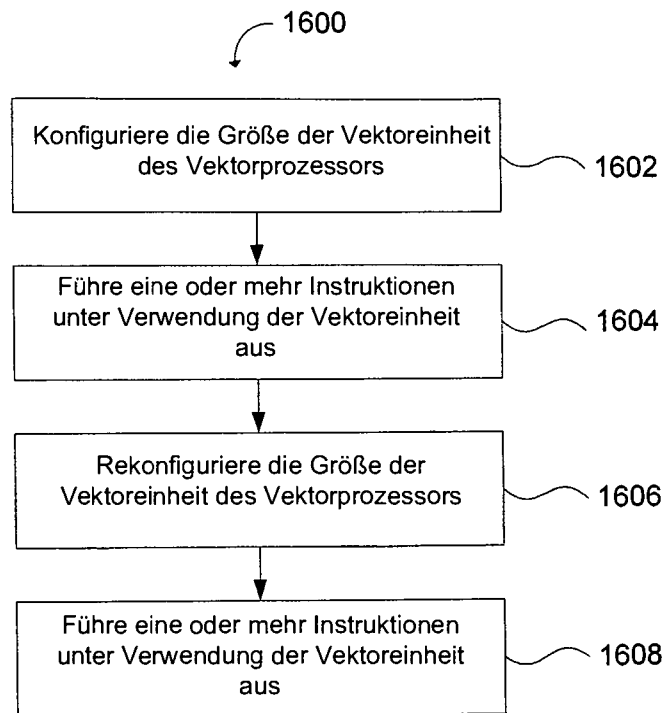 1600
Konfiguriere die Größe der Vektoreinheit
des Vektorprozessors
1602
Führe eine oder mehr Instruktionen
unter Verwendung der Vektoreinheit
aus
1604
Rekonfiguriere die Größe der
Vektoreinheit des Vektorprozessors
1606
Führe eine oder mehr Instruktionen
unter Verwendung der Vektoreinheit
aus
1608